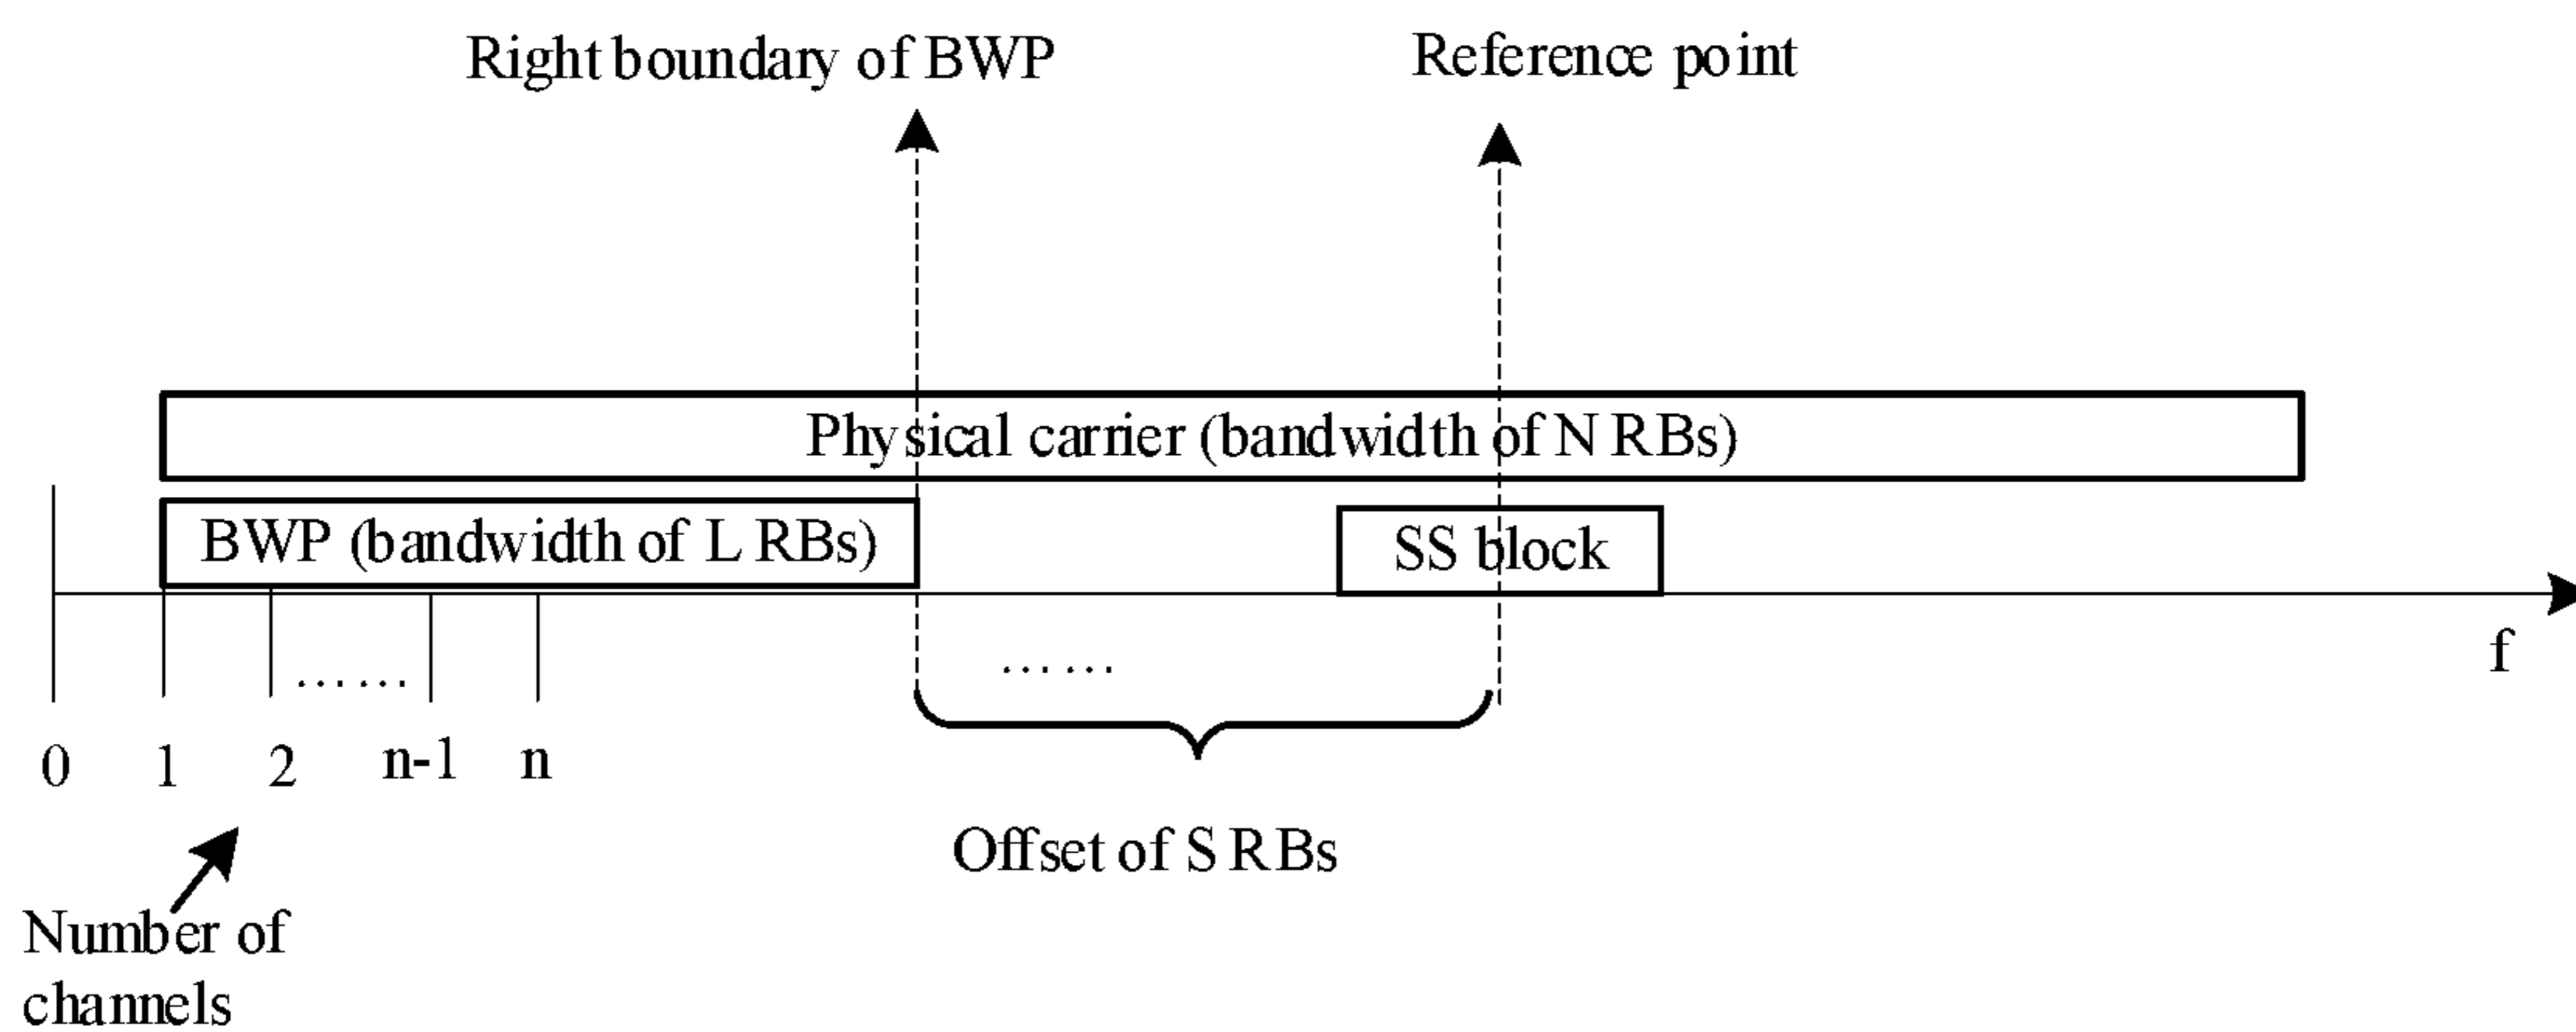 Right boundary of BWP
Reference point
Physical carrier (bandwidth of N RBs)
BWP (bandwidth of L RBs)
SS block
f
……
……
0 1 2 n-1 n
Offset of S RBs
Number of
channels